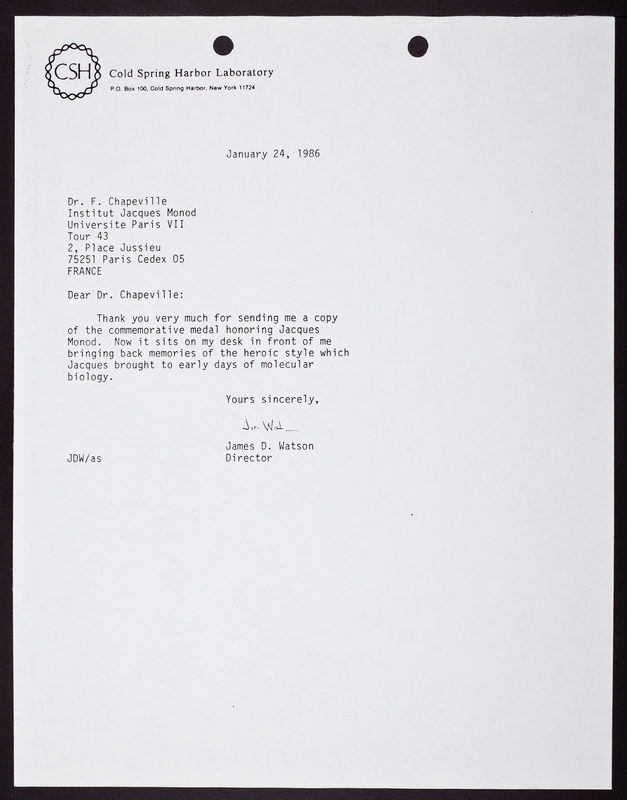 CSH
Cold Spring Harbor Laboratory
P.O. Box 100, Cold Spring Harbor, New York 11724
January 24, 1986
Dr. F. Chapeville
Institut Jacques Monod
Universite Paris VII
Tour 43
2, Place Jussieu
75251 Paris Cedex 05
FRANCE
Dear Dr. Chapeville:
Thank you very much for sending me a copy
of the commemorative medal honoring Jacques
Monod.  Now it sits on my desk in front of me
bringing back memories of the heroic style which
Jacques brought to early days of molecular
biology.
Yours sincerely,
Jim Wat
James D. Watson
JDW/as Director